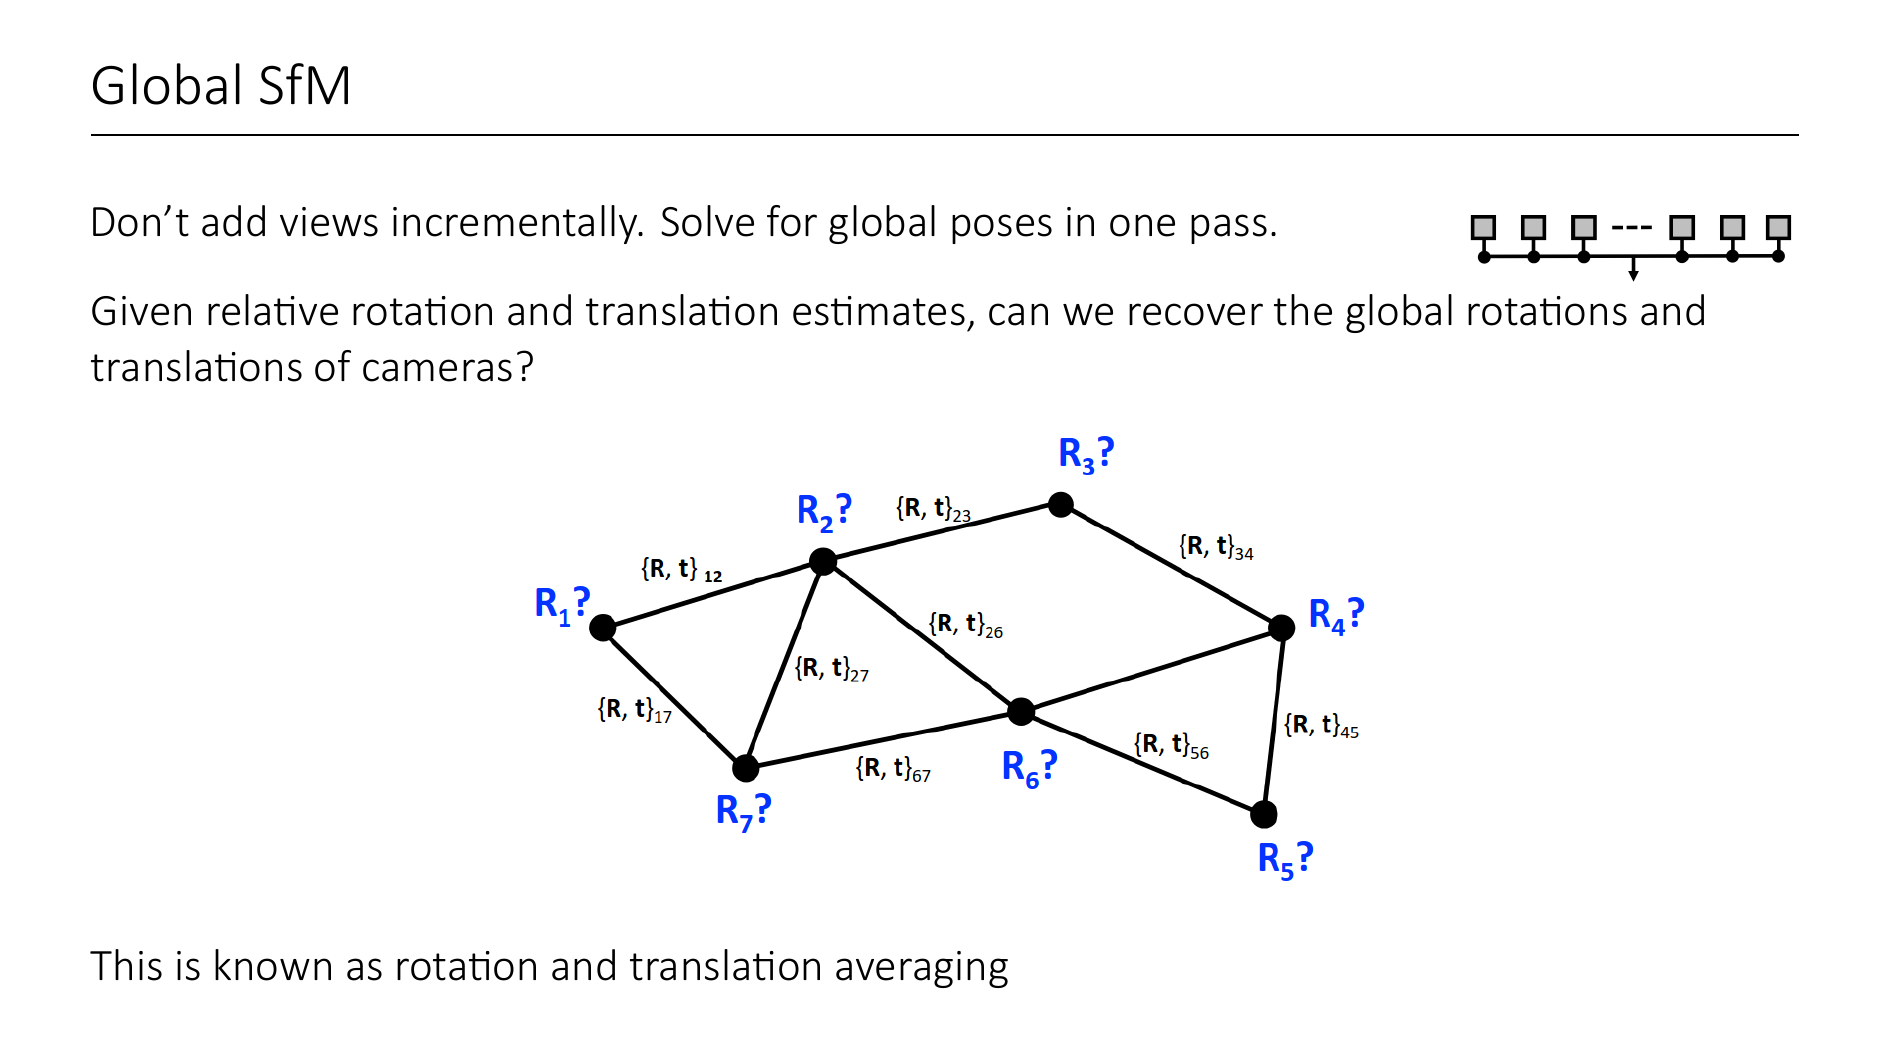 Global SfM
Don't add views incrementally. Solve for global poses in one pass.
Given relative rotation and translation estimates, can we recover the global rotations and
translations of cameras?
R₃?
R₂?
{R, t}₂₃
{R, t}₃₄
{R, t} ₁₂
R₁?
R₄?
{R, t}₂₆
{R, t}₂₇
{R, t}₁₇
{R, t}₄₅
{R, t}₅₆
{R, t}₆₇
R₆?
R₇?
R₅?
This is known as rotation and translation averaging